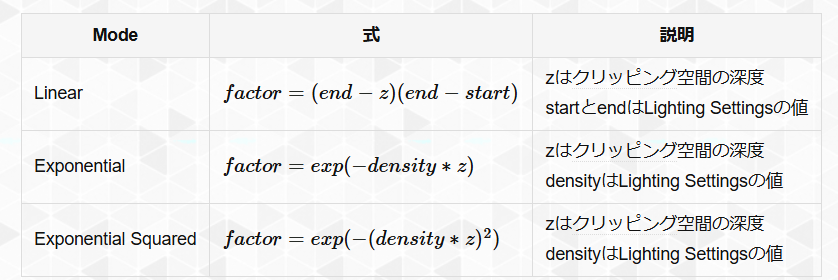 Mode 式 説明
Linear factor = (end − z)(end − start) zはクリッピング空間の深度
startとendはLighting Settingsの値
Exponential factor = exp(−density ∗ z) zはクリッピング空間の深度
densityはLighting Settingsの値
Exponential Squared factor = exp(−(density ∗ z)²) zはクリッピング空間の深度
densityはLighting Settingsの値